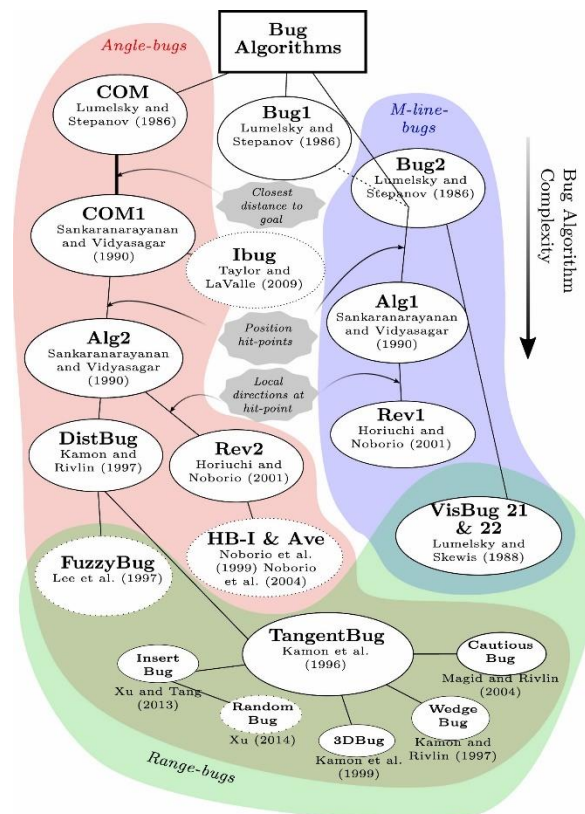 Bug
Algorithms
Angle-bugs
COM
Lumelsky and
Stepanov (1986)
Bug1
Lumelsky and
Stepanov
(1986)
M-line-
bugs
Bug2
Lumelsky and
Stepanov
(1986)
Bug Algorithm
Complexity
Closest
distance to
goal
COM1
Sankaranarayanan
and Vidyasagar
(1990)
Ibug
Taylor and
LaValle
(2009)
Alg1
Sankaranarayanan
and Vidyasagar
(1990)
Position
hit-points
Alg2
Sankaranarayanan
and Vidyasagar
(1990)
Local
directions at
hit-point
Rev1
Horiuchi and
Noborio
(2001)
DistBug
Kamon and
Rivlin
(1997)
Rev2
Horiuchi and
Noborio
(2001)
HB-I & Ave
Noborio et al.
(1999) Noborio
et al. (2004)
VisBug 21
& 22
Lumelsky and
Skewis
(1988)
FuzzyBug
Lee et al. (1997)
TangentBug
Kamon et al.
(1996)
Cautious
Bug
Magid and Rivlin
(2004)
Insert
Bug
Xu and Tang
(2013)
Random
Bug
Xu (2014)
3DBug
Kamon et al.
(1999)
Wedge
Bug
Kamon and
Rivlin (1997)
Range-bugs